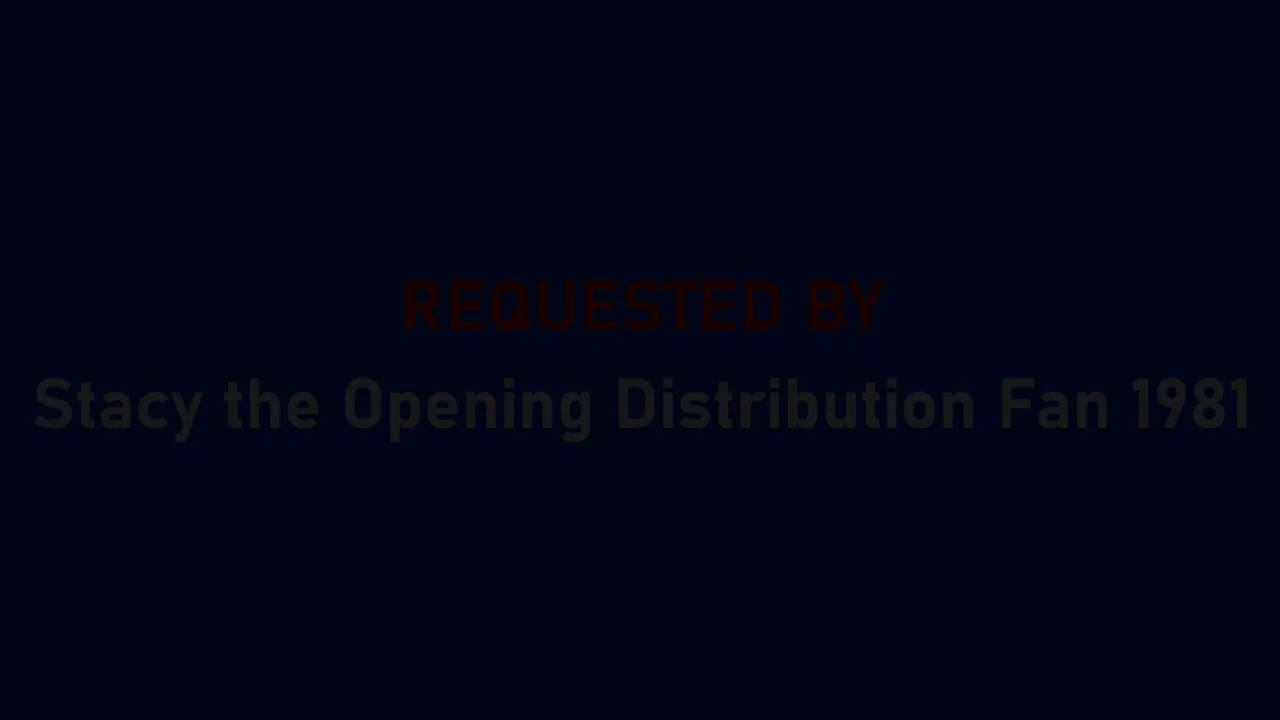 REQUESTED BY
Stacy the Opening Distribution Fan 1981